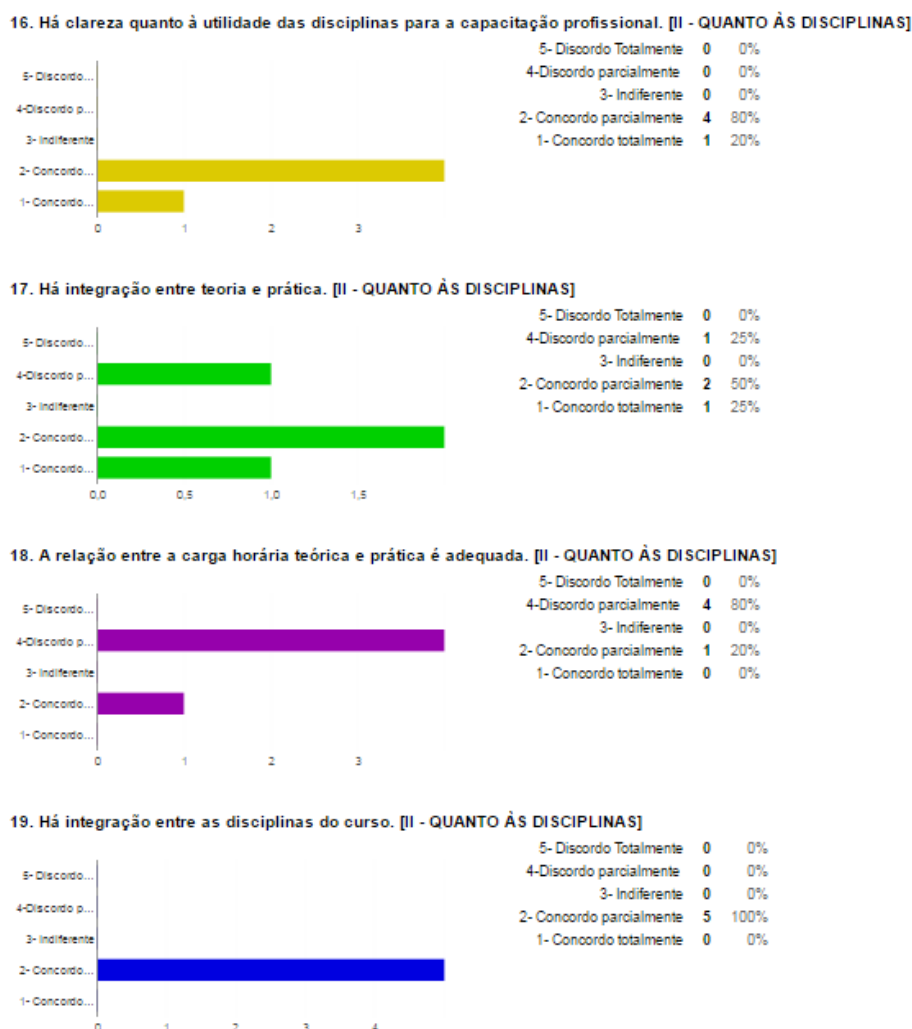 16. Há clareza quanto à utilidade das disciplinas para a capacitação profissional. [II - QUANTO ÀS DISCIPLINAS]
5- Discordo Totalmente 0 0%
4-Discordo parcialmente 0 0%
3- Indiferente 0 0%
2- Concordo parcialmente 4 80%
1- Concordo totalmente 1 20%
5- Discordo...
4-Discordo p...
3- Indiferente
2- Concordo...
1- Concordo...
0 1 2 3
17. Há integração entre teoria e prática. [II - QUANTO ÀS DISCIPLINAS]
5- Discordo Totalmente 0 0%
4-Discordo parcialmente 1 25%
3- Indiferente 0 0%
2- Concordo parcialmente 2 50%
1- Concordo totalmente 1 25%
5- Discordo...
4-Discordo p...
3- Indiferente
2- Concordo...
1- Concordo...
0,0 0,5 1,0 1,5
18. A relação entre a carga horária teórica e prática é adequada. [II - QUANTO ÀS DISCIPLINAS]
5- Discordo Totalmente 0 0%
4-Discordo parcialmente 4 80%
3- Indiferente 0 0%
2- Concordo parcialmente 1 20%
1- Concordo totalmente 0 0%
5- Discordo...
4-Discordo p...
3- Indiferente
2- Concordo...
1- Concordo...
0 1 2 3
19. Há integração entre as disciplinas do curso. [II - QUANTO ÀS DISCIPLINAS]
5- Discordo Totalmente 0 0%
4-Discordo parcialmente 0 0%
3- Indiferente 0 0%
2- Concordo parcialmente 5 100%
1- Concordo totalmente 0 0%
5- Discordo...
4-Discordo p...
3- Indiferente
2- Concordo...
1- Concordo...
0 1 2 3 4